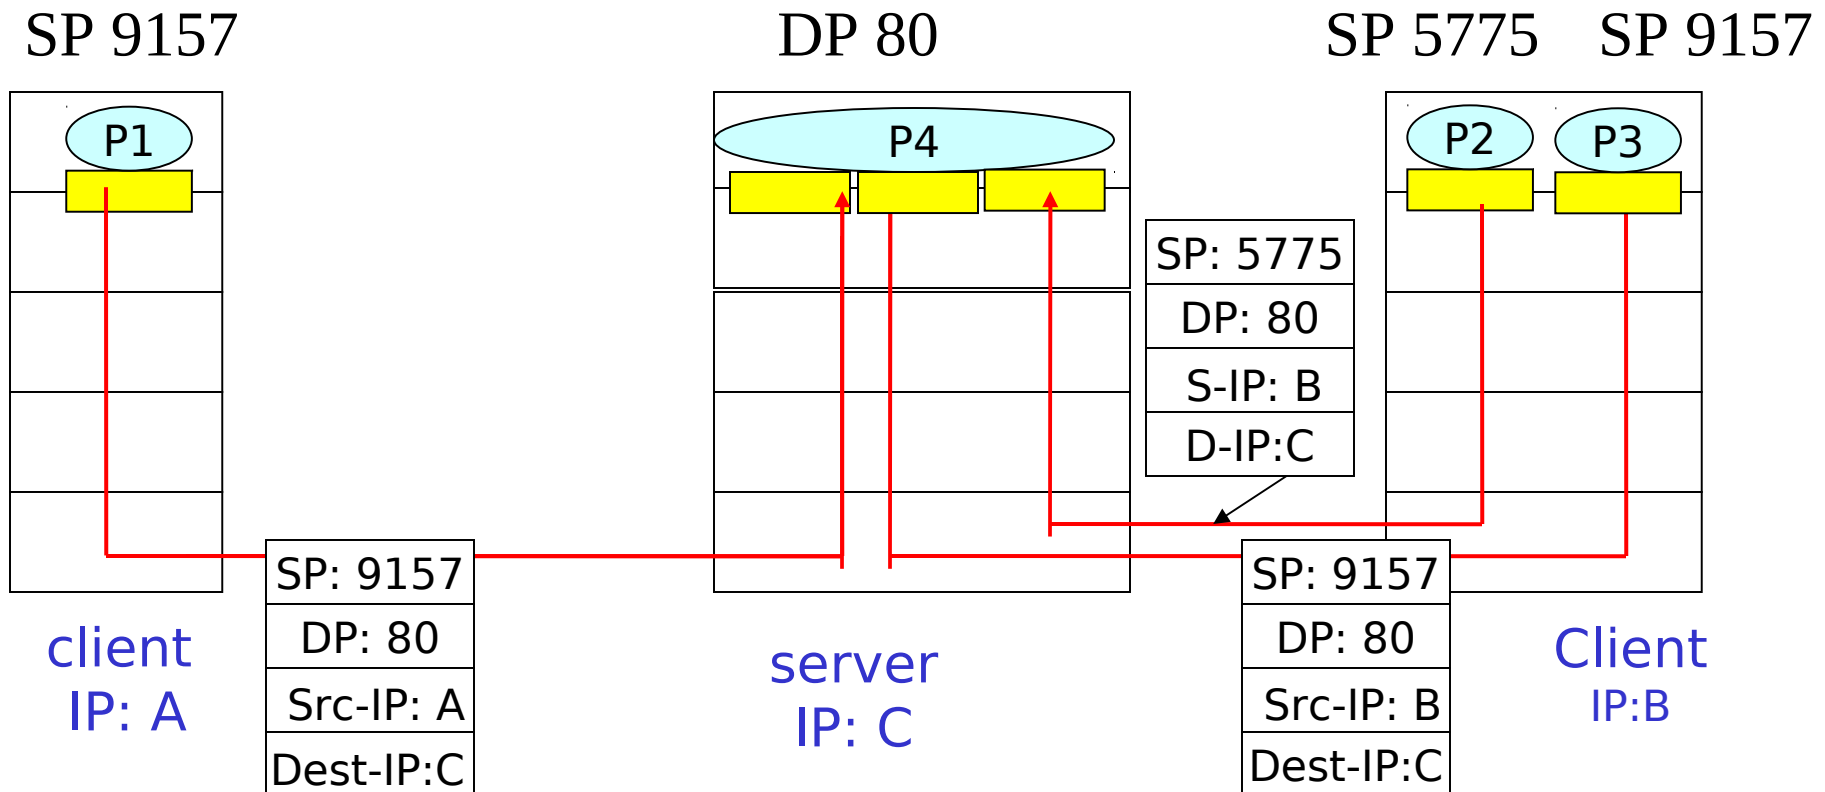 SP 9157
DP 80
SP 5775
SP 9157
P1
P4
P2
P3
SP: 5775
DP: 80
S-IP: B
D-IP:C
SP: 9157
DP: 80
Src-IP: A
Dest-IP:C
SP: 9157
DP: 80
Src-IP: B
Dest-IP:C
client
IP: A
server
IP: C
Client
IP:B